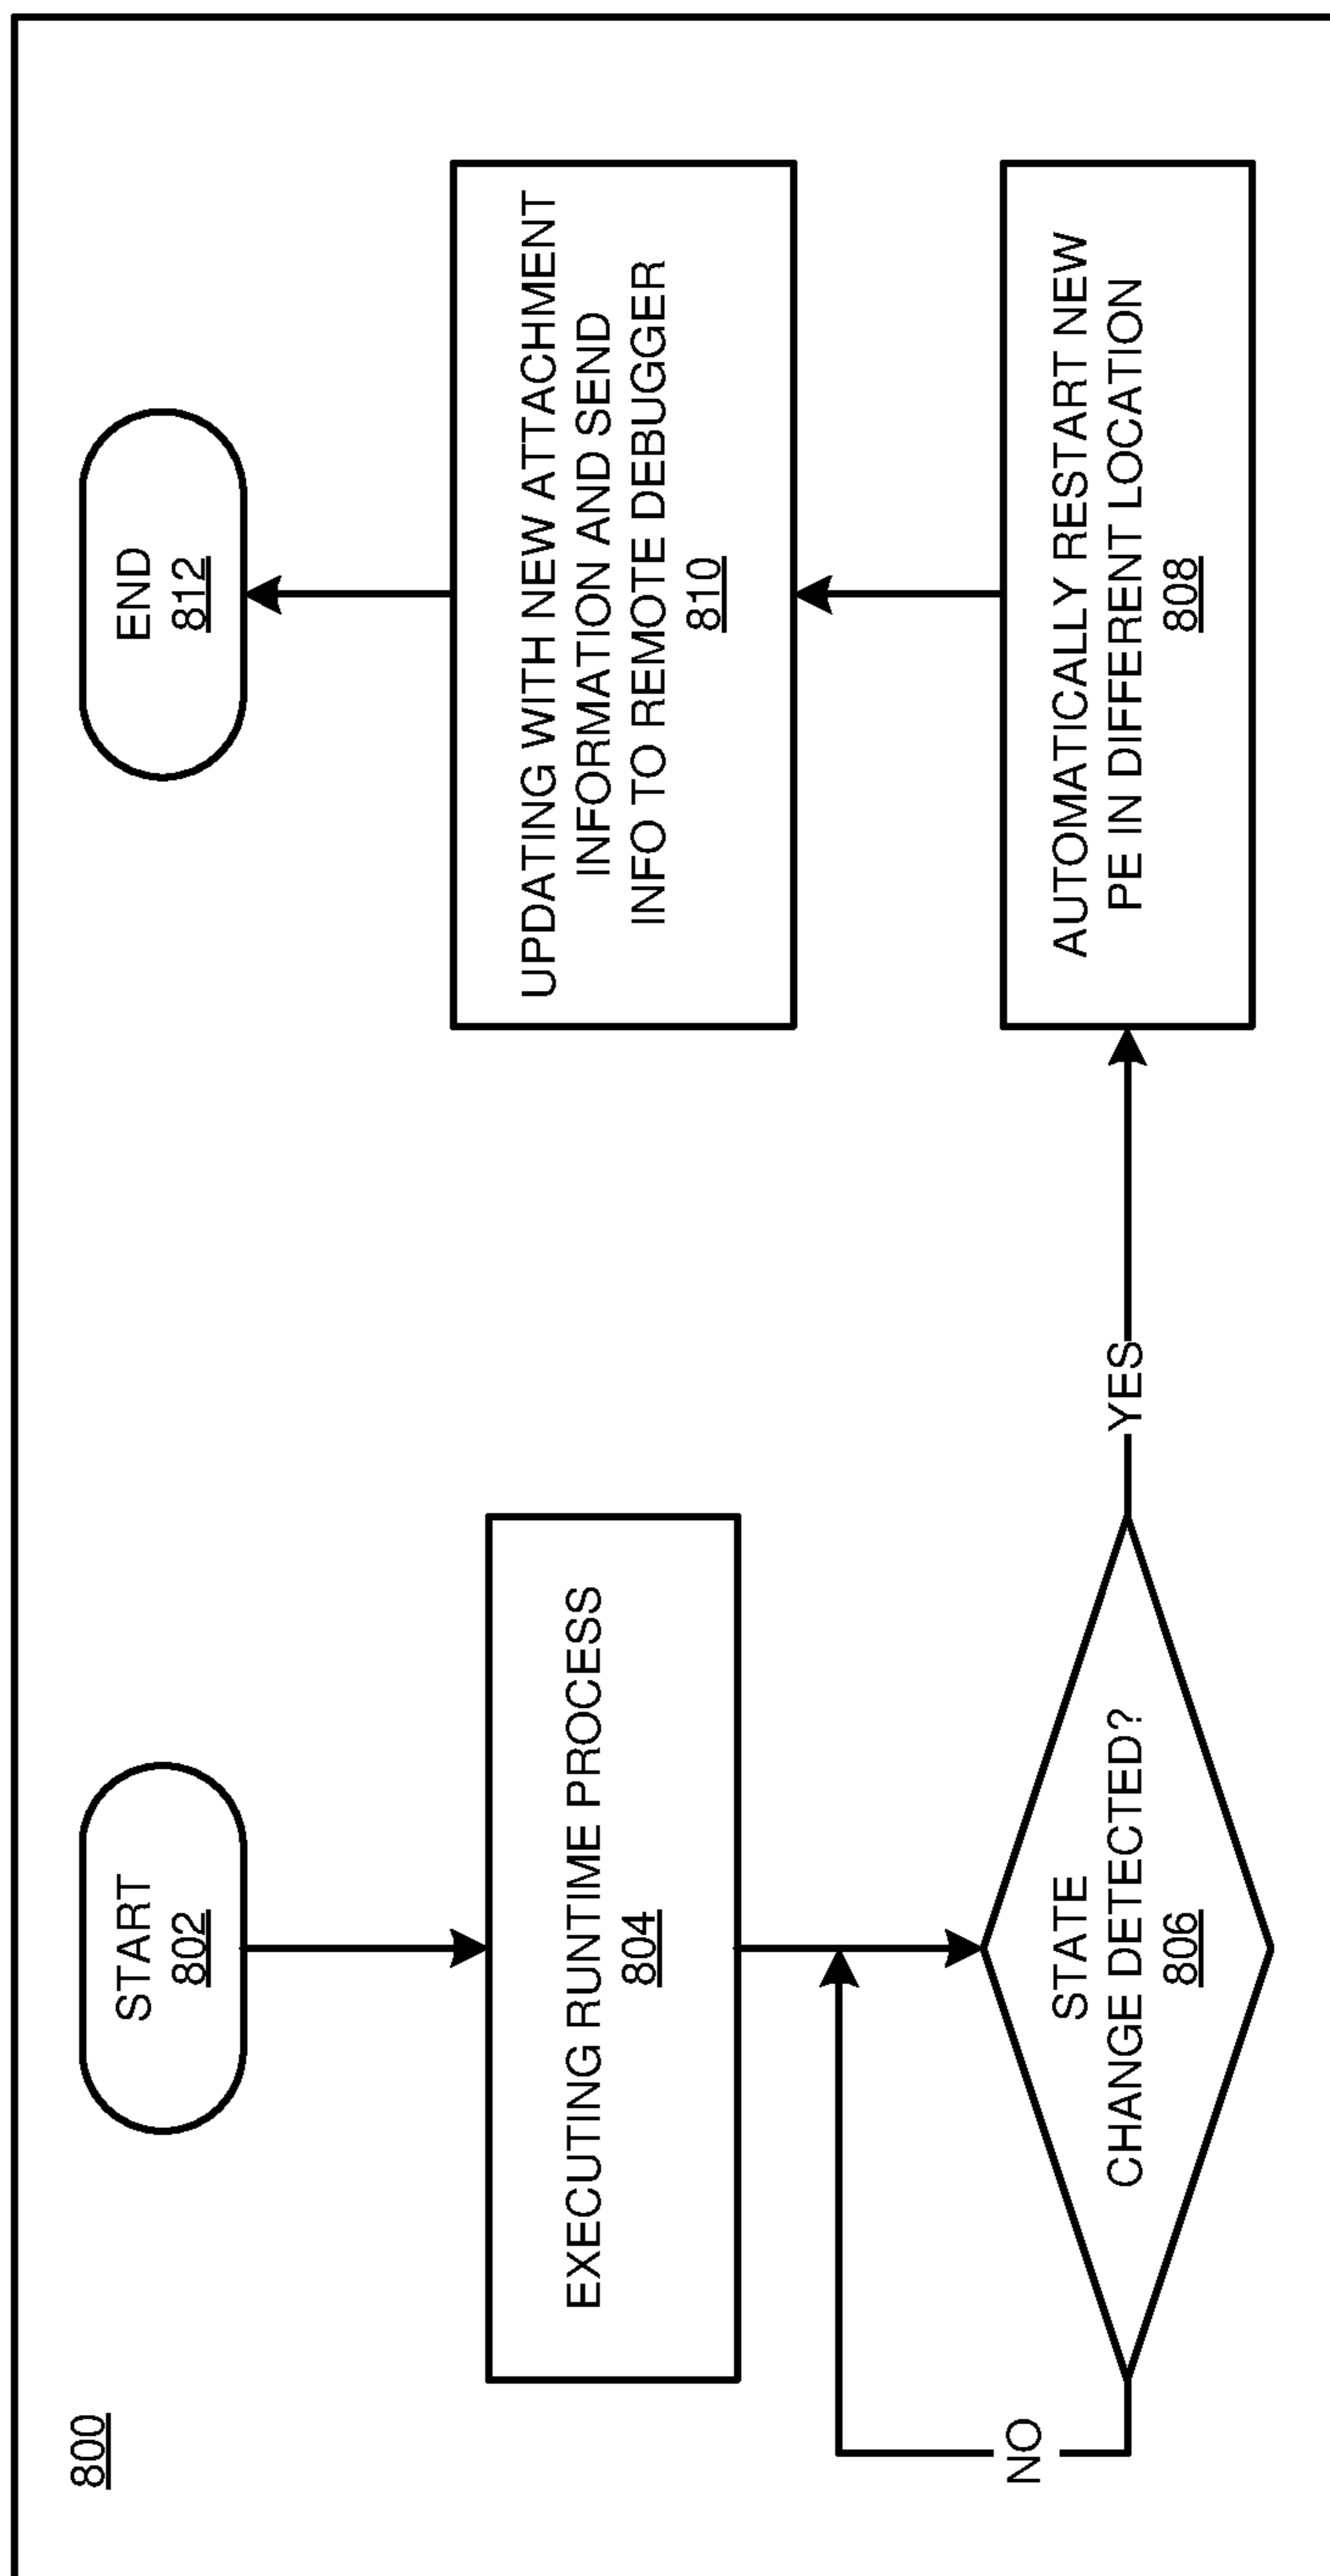 800
START
802
EXECUTING RUNTIME PROCESS
804
STATE
CHANGE DETECTED?
806
NO
YES
AUTOMATICALLY RESTART NEW
PE IN DIFFERENT LOCATION
808
UPDATING WITH NEW ATTACHMENT
INFORMATION AND SEND
INFO TO REMOTE DEBUGGER
810
END
812